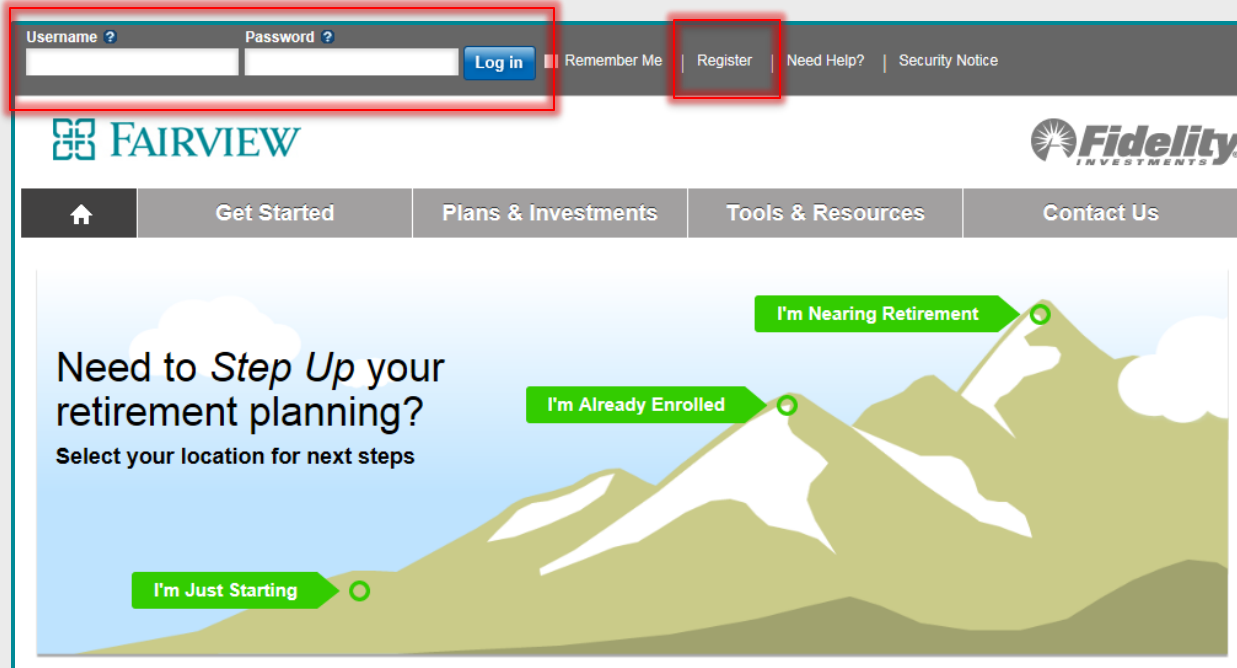 Username ? Password ?
Log in Remember Me | Register | Need Help? | Security Notice
FAIRVIEW
Fidelity
INVESTMENTS
Get Started Plans & Investments Tools & Resources Contact Us
I'm Nearing Retirement
Need to Step Up your
retirement planning?
I'm Already Enrolled
Select your location for next steps
I'm Just Starting